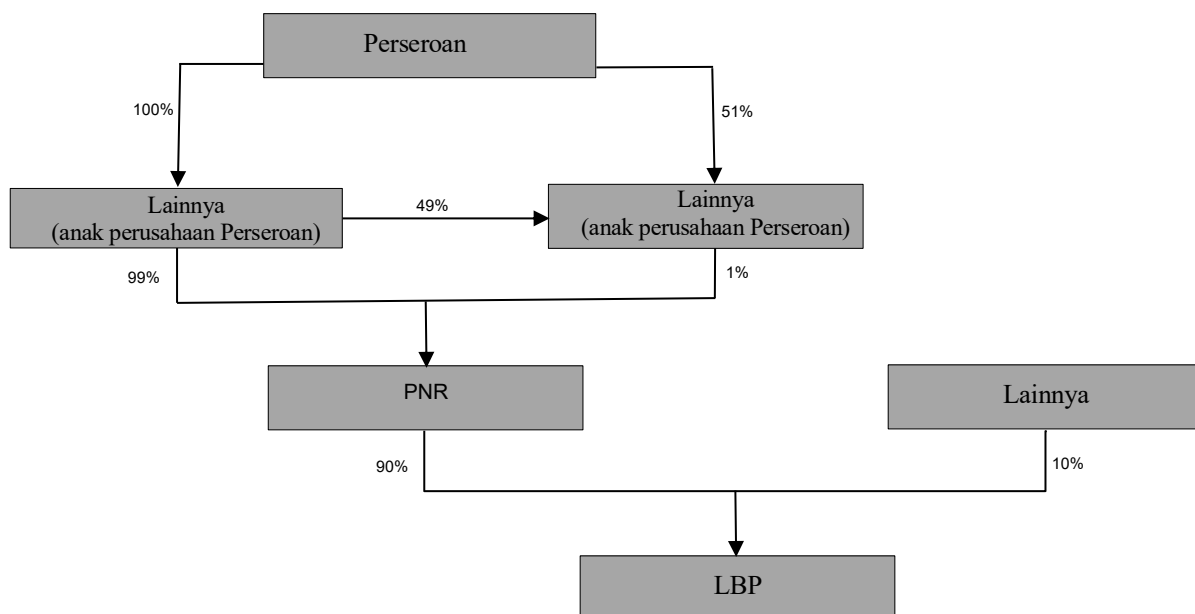 Perseroan
100%
51%
Lainnya
(anak perusahaan Perseroan)
49%
Lainnya
(anak perusahaan Perseroan)
99%
1%
PNR
Lainnya
90%
10%
LBP